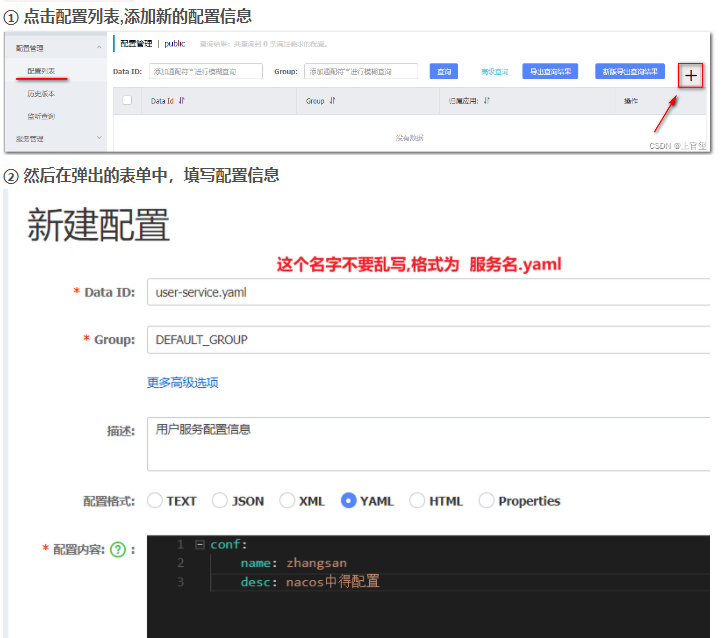 ① 点击配置列表,添加新的配置信息
配置管理
配置列表
历史版本
监听查询
服务管理
配置管理 | public 查询结果：共查询到 0 条满足要求的配置。
Data ID: 添加通配符'*'进行模糊查询 Group: 添加通配符'*'进行模糊查询 查询 高级查询 导出查询结果 新版导出查询结果 +
Data Id Group 归属应用: 操作
没有数据
CSDN @上官玺
② 然后在弹出的表单中，填写配置信息
新建配置
这个名字不要乱写,格式为 服务名.yaml
* Data ID: user-service.yaml
* Group: DEFAULT_GROUP
更多高级选项
描述: 用户服务配置信息
配置格式: TEXT JSON XML YAML HTML Properties
* 配置内容: ? :
1 conf:
2 name: zhangsan
3 desc: nacos中得配置